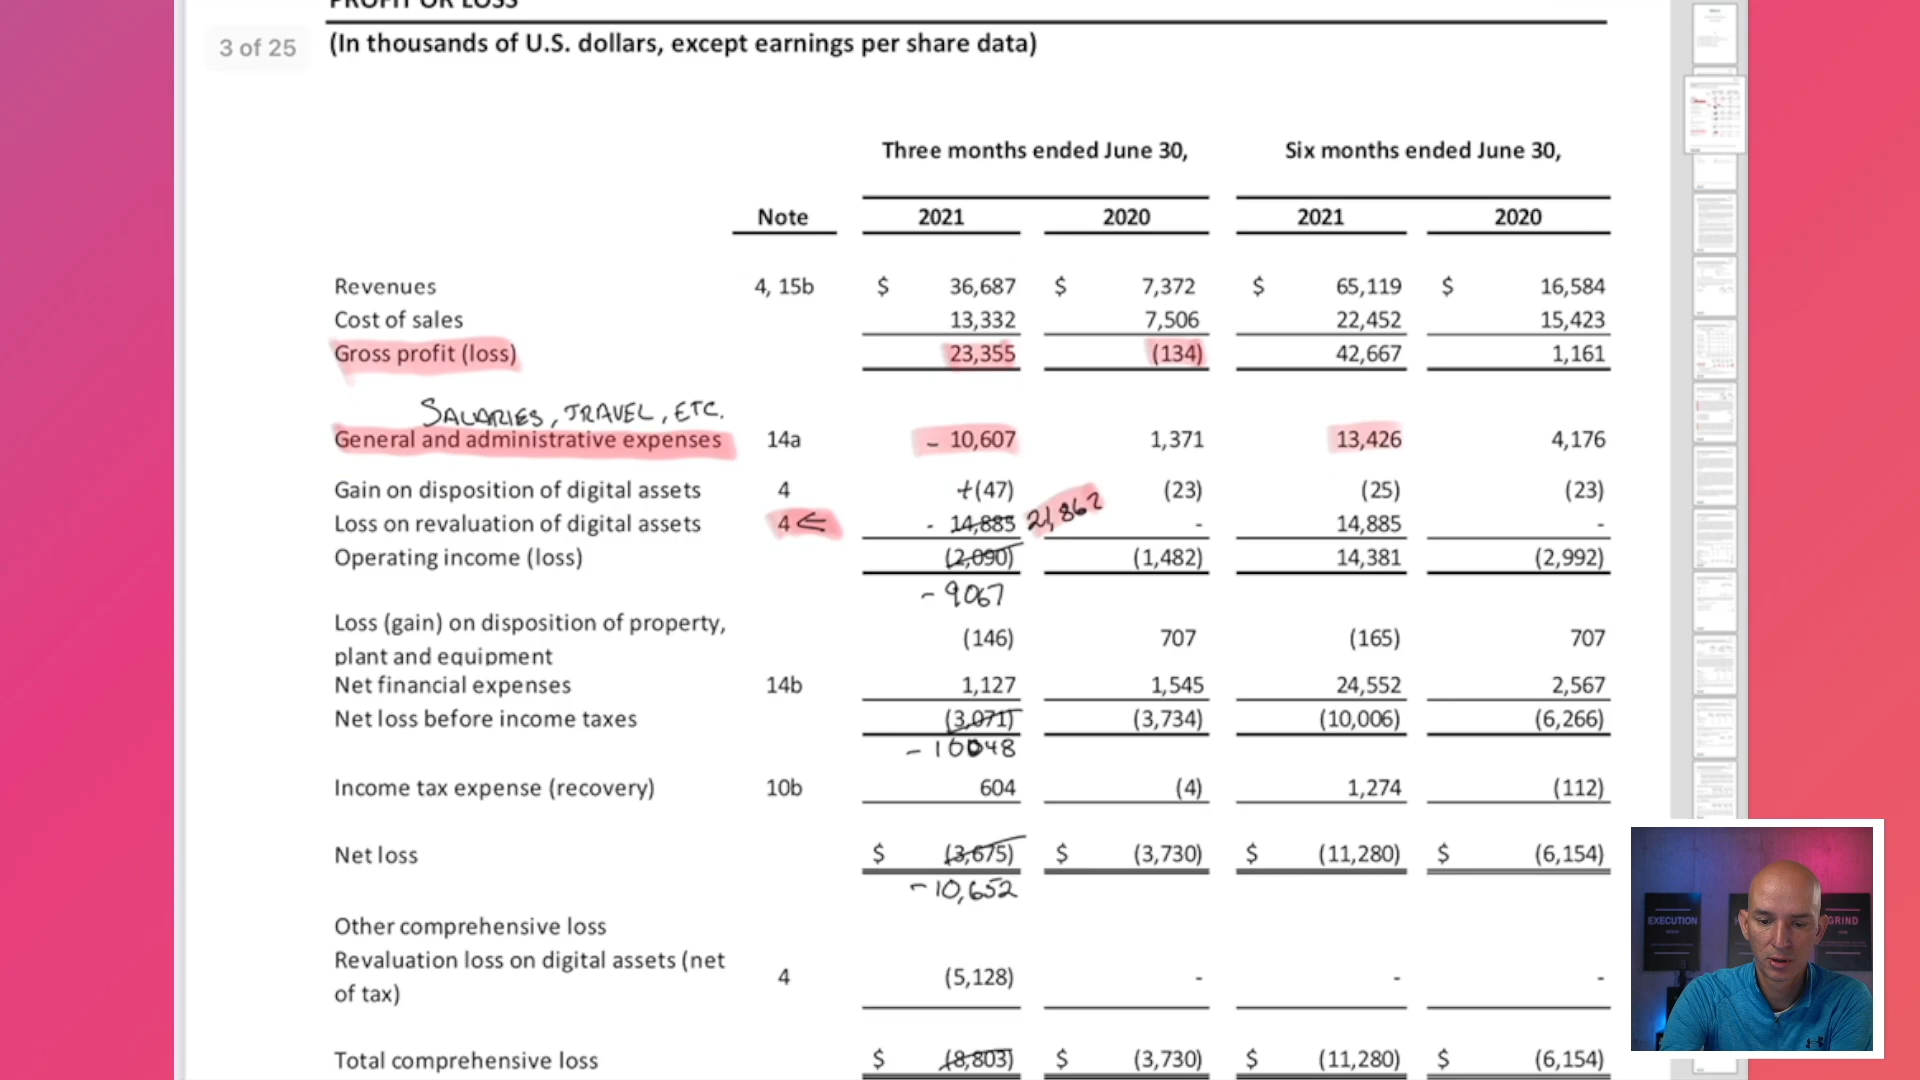 PROFIT OR LOSS
3 of 25
(In thousands of U.S. dollars, except earnings per share data)
Three months ended June 30, Six months ended June 30,
Note 2021 2020 2021 2020
Revenues 4, 15b $ 36,687 $ 7,372 $ 65,119 $ 16,584
Cost of sales 13,332 7,506 22,452 15,423
Gross profit (loss) 23,355 (134) 42,667 1,161
SALARIES, TRAVEL, ETC.
General and administrative expenses 14a - 10,607 1,371 13,426 4,176
Gain on disposition of digital assets 4 +(47) (23) (25) (23)
Loss on revaluation of digital assets 4 - 14,885 21,862 - 14,885 -
Operating income (loss) (2,090) (1,482) 14,381 (2,992)
- 9067
Loss (gain) on disposition of property,
plant and equipment (146) 707 (165) 707
Net financial expenses 14b 1,127 1,545 24,552 2,567
Net loss before income taxes (3,071) (3,734) (10,006) (6,266)
- 10048
Income tax expense (recovery) 10b 604 (4) 1,274 (112)
Net loss $ (3,675) $ (3,730) $ (11,280) $ (6,154)
- 10,652
Other comprehensive loss
Revaluation loss on digital assets (net
of tax) 4 (5,128) - - -
Total comprehensive loss $ (8,803) $ (3,730) $ (11,280) $ (6,154)
EXECUTION
GRIND